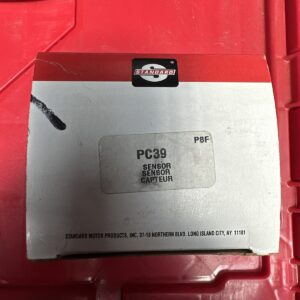 STANDARD
P8F
PC39
SENSOR
SENSOR
CAPTEUR
STANDARD MOTOR PRODUCTS, INC. 37-18 NORTHERN BLVD. LONG ISLAND CITY, NY 11101